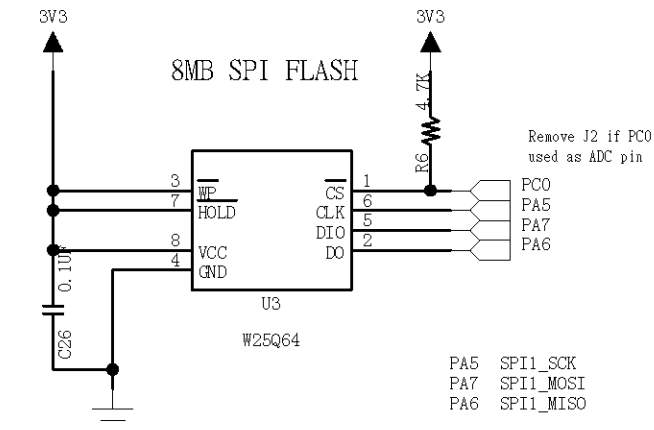 3V3
3V3
8MB SPI FLASH
4.7K
R6
Remove J2 if PC0
used as ADC pin
3 WP
7 HOLD
8 VCC
4 GND
CS 1
CLK 6
DIO 5
DO 2
PC0
PA5
PA7
PA6
0.1UF
C26
U3
W25Q64
PA5 SPI1_SCK
PA7 SPI1_MOSI
PA6 SPI1_MISO